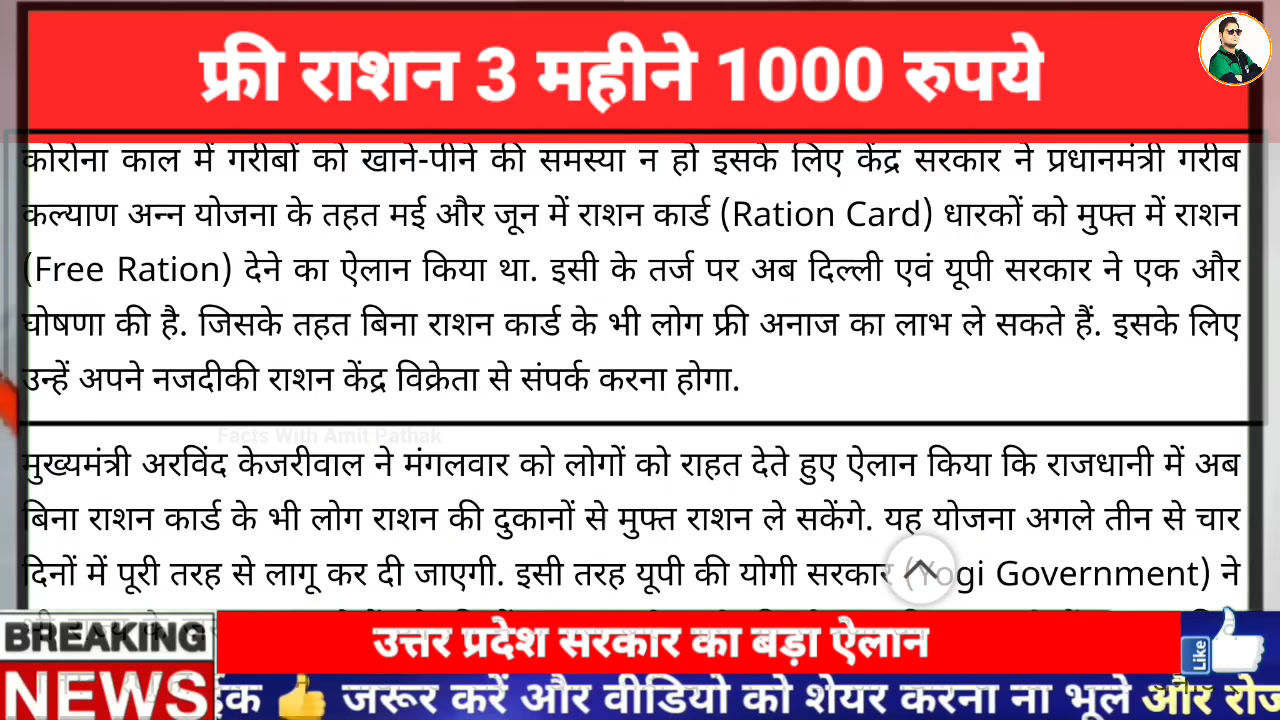 फ्री राशन 3 महीने 1000 रुपये
कोरोना काल में गरीबों को खाने-पीने की समस्या न हो इसके लिए केंद्र सरकार ने प्रधानमंत्री गरीब
कल्याण अन्न योजना के तहत मई और जून में राशन कार्ड (Ration Card) धारकों को मुफ्त में राशन
(Free Ration) देने का ऐलान किया था. इसी के तर्ज पर अब दिल्ली एवं यूपी सरकार ने एक और
घोषणा की है. जिसके तहत बिना राशन कार्ड के भी लोग फ्री अनाज का लाभ ले सकते हैं. इसके लिए
उन्हें अपने नजदीकी राशन केंद्र विक्रेता से संपर्क करना होगा.
Facts With Amit Pathak
मुख्यमंत्री अरविंद केजरीवाल ने मंगलवार को लोगों को राहत देते हुए ऐलान किया कि राजधानी में अब
बिना राशन कार्ड के भी लोग राशन की दुकानों से मुफ्त राशन ले सकेंगे. यह योजना अगले तीन से चार
दिनों में पूरी तरह से लागू कर दी जाएगी. इसी तरह यूपी की योगी सरकार (Yogi Government) ने
BREAKING
NEWS
उत्तर प्रदेश सरकार का बड़ा ऐलान
Like
जरूर करें और वीडियो को शेयर करना ना भूले और